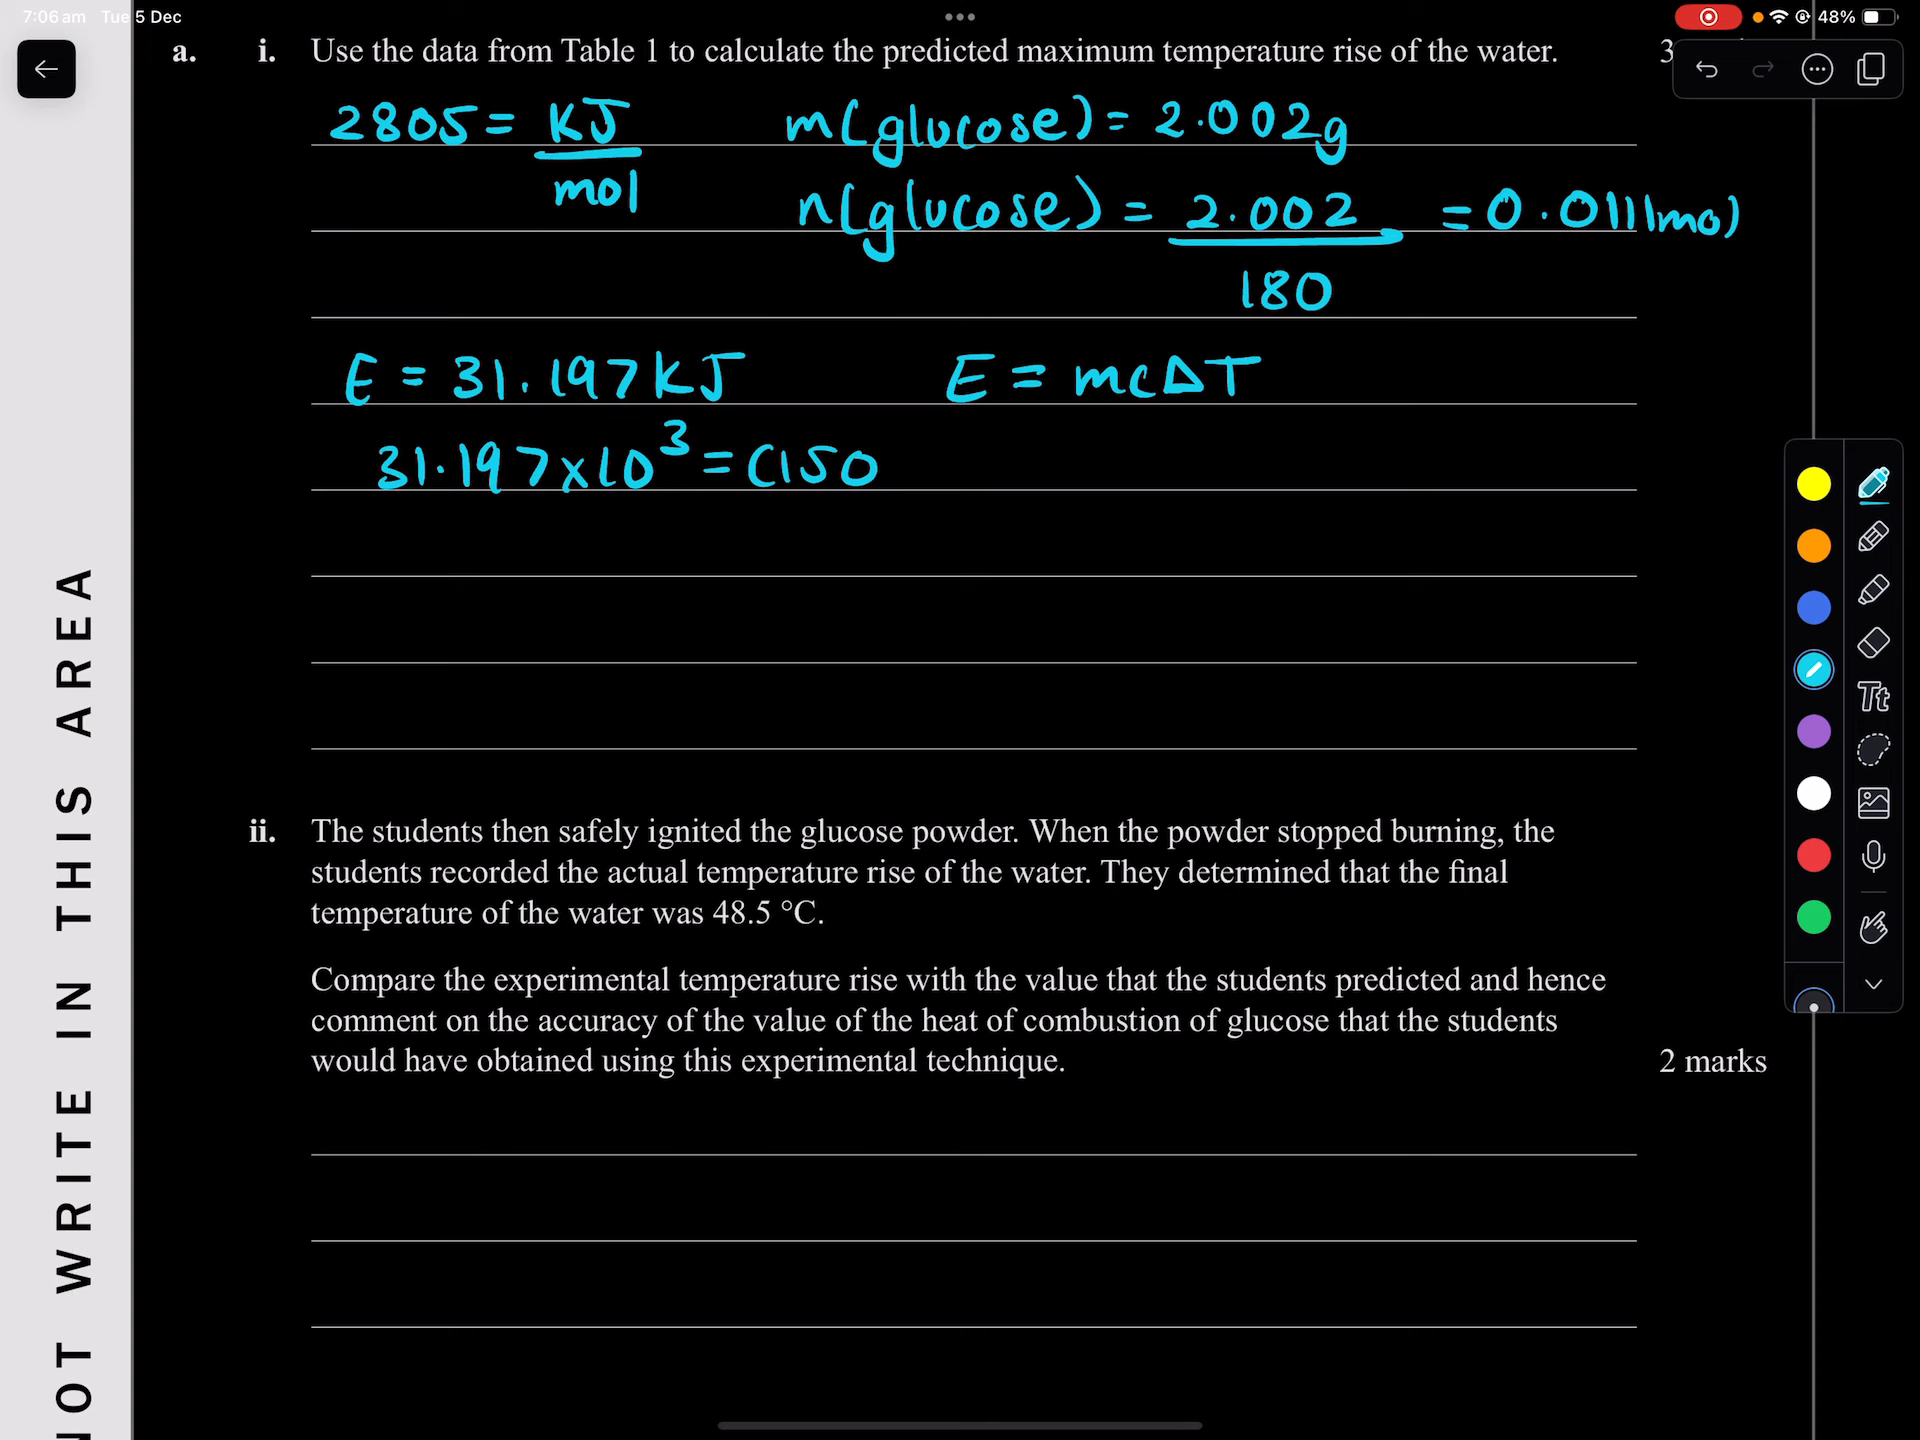 7:06 am Tue 5 Dec
48%
a. i. Use the data from Table 1 to calculate the predicted maximum temperature rise of the water. 3
2805 = KJ m(glucose) = 2.002g
mol
n(glucose) = 2.002 = 0.0111mol
180
E = 31.197KJ E = mcΔT
31.197×10³ = (150
Tt
ii. The students then safely ignited the glucose powder. When the powder stopped burning, the
students recorded the actual temperature rise of the water. They determined that the final
temperature of the water was 48.5 °C.
Compare the experimental temperature rise with the value that the students predicted and hence
comment on the accuracy of the value of the heat of combustion of glucose that the students
would have obtained using this experimental technique. 2 marks
NOT WRITE IN THIS AREA